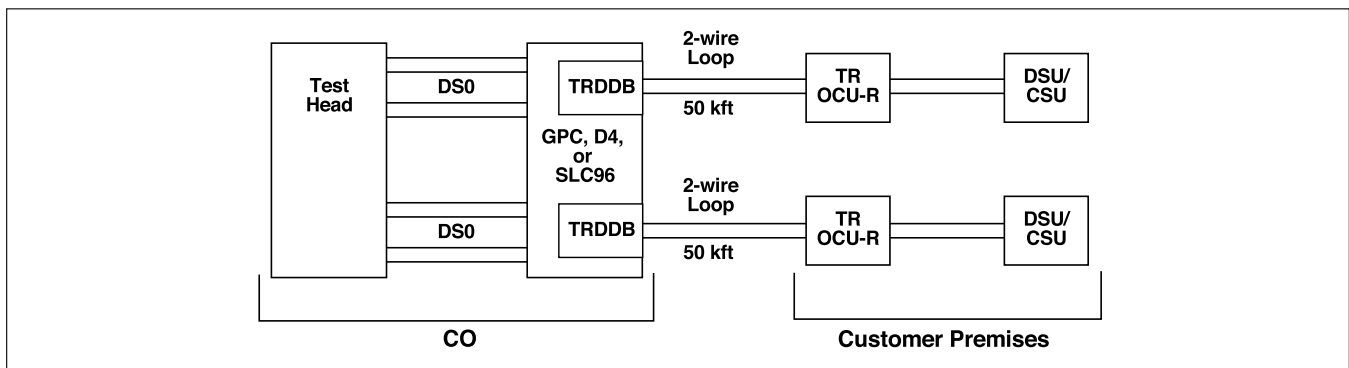 Test
Head
DS0
DS0
TRDDB
GPC, D4,
or
SLC96
TRDDB
2-wire
Loop
50 kft
2-wire
Loop
50 kft
TR
OCU-R
DSU/
CSU
TR
OCU-R
DSU/
CSU
CO
Customer Premises